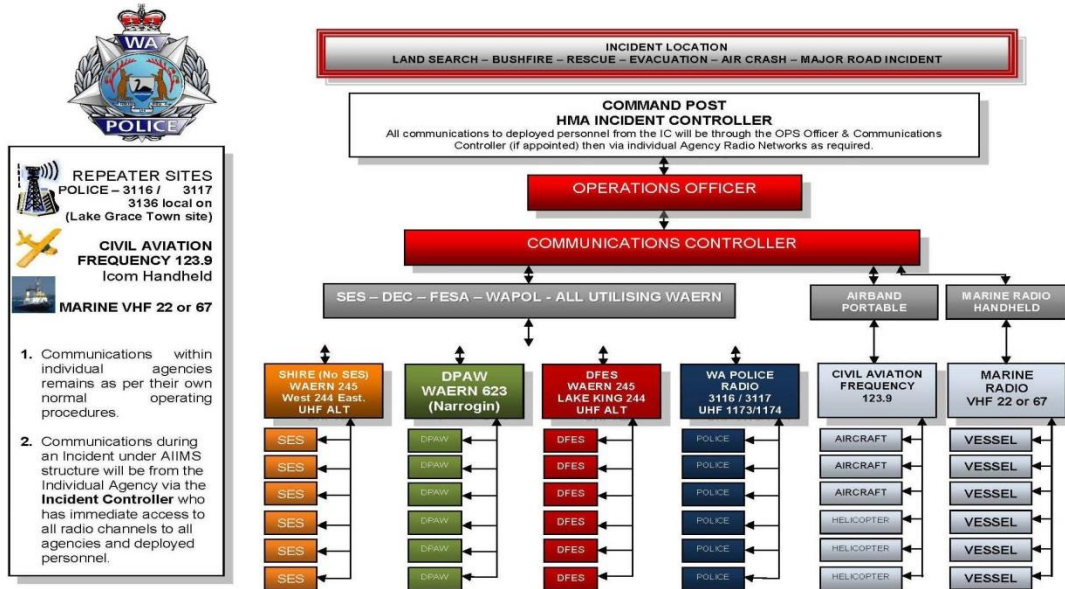 WA
POLICE
REPEATER SITES
POLICE – 3116 / 3117
3136 local on
(Lake Grace Town site)
CIVIL AVIATION
FREQUENCY 123.9
Icom Handheld
MARINE VHF 22 or 67
1. Communications within
individual agencies
remains as per their own
normal operating
procedures.
2. Communications during
an Incident under AIIMS
structure will be from the
Individual Agency via the
Incident Controller who
has immediate access to
all radio channels to all
agencies and deployed
personnel.
INCIDENT LOCATION
LAND SEARCH – BUSHFIRE – RESCUE – EVACUATION – AIR CRASH – MAJOR ROAD INCIDENT
COMMAND POST
HMA INCIDENT CONTROLLER
All communications to deployed personnel from the IC will be through the OPS Officer & Communications
Controller (if appointed) then via individual Agency Radio Networks as required.
OPERATIONS OFFICER
COMMUNICATIONS CONTROLLER
SES – DEC – FESA – WAPOL - ALL UTILISING WAERN
AIRBAND
PORTABLE
MARINE RADIO
HANDHELD
SHIRE (No SES)
WAERN 245
West 244 East.
UHF ALT
SES
SES
SES
SES
SES
SES
DPAW
WAERN 623
(Narrogin)
DPAW
DPAW
DPAW
DPAW
DPAW
DPAW
DFES
WAERN 245
LAKE KING 244
UHF ALT
DFES
DFES
DFES
DFES
DFES
DFES
WA POLICE
RADIO
3116 / 3117
UHF 1173/1174
POLICE
POLICE
POLICE
POLICE
POLICE
POLICE
CIVIL AVIATION
FREQUENCY
123.9
AIRCRAFT
AIRCRAFT
AIRCRAFT
HELICOPTER
HELICOPTER
HELICOPTER
MARINE
RADIO
VHF 22 or 67
VESSEL
VESSEL
VESSEL
VESSEL
VESSEL
VESSEL